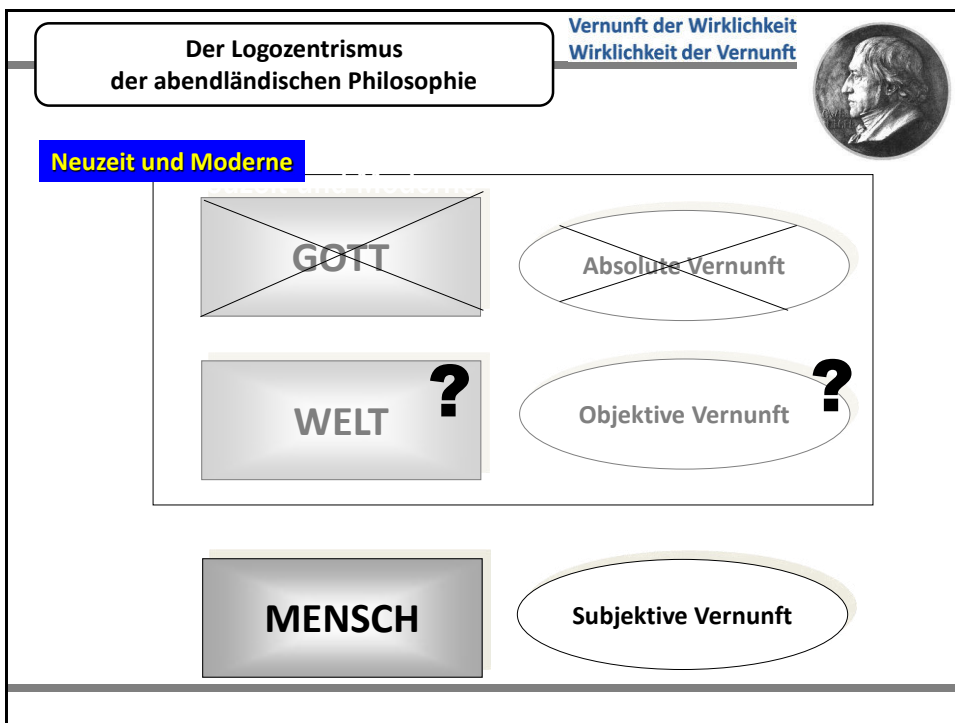 Der Logozentrismus
der abendländischen Philosophie
Vernunft der Wirklichkeit
Wirklichkeit der Vernunft
Neuzeit und Moderne
GOTT
Absolute Vernunft
WELT
?
Objektive Vernunft
?
MENSCH
Subjektive Vernunft